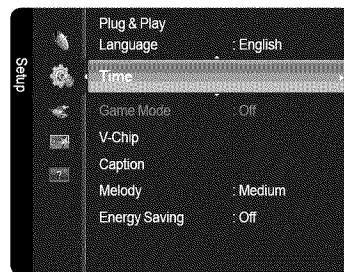 Setup
Plug & Play
Language : English
Time
Game Mode : Off
V-Chip
Caption
Melody : Medium
Energy Saving : Off